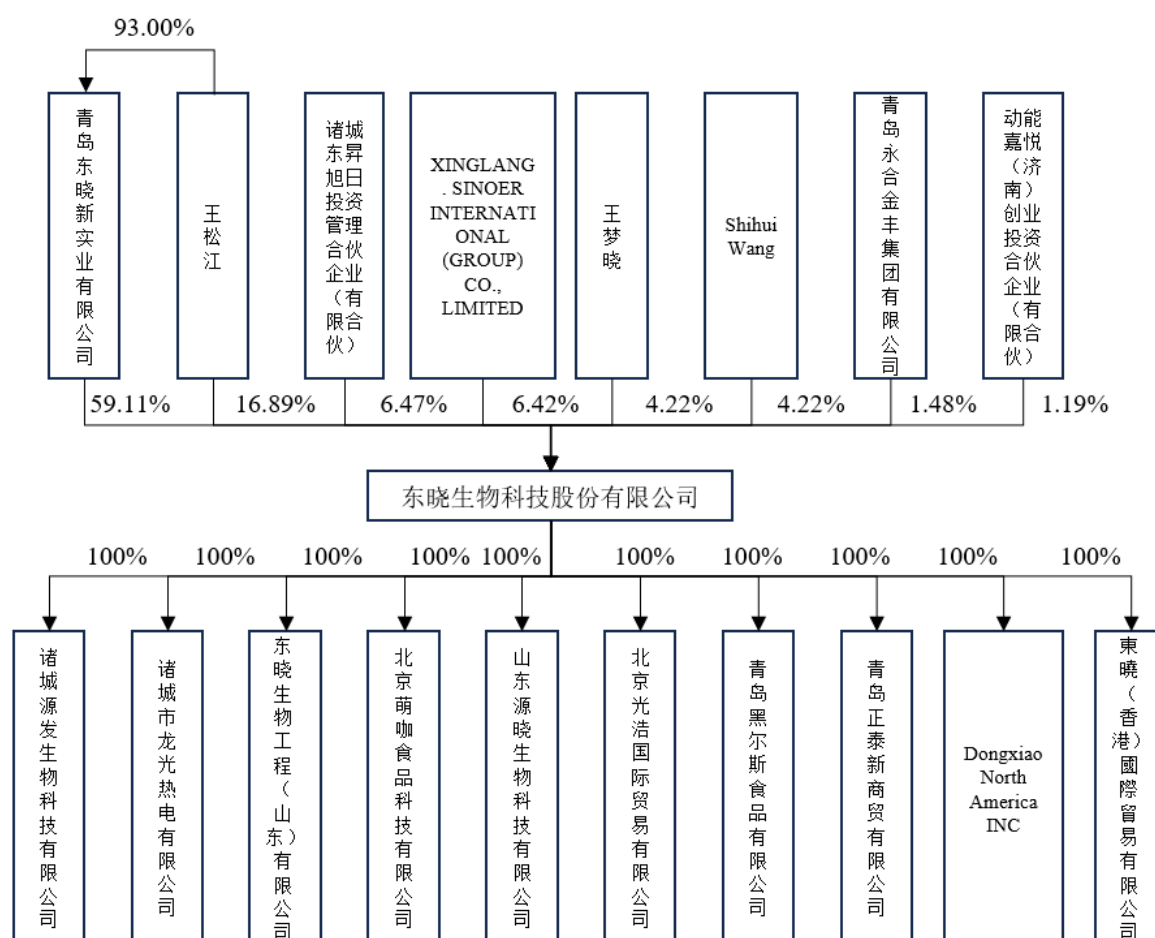 93.00%
青岛东晓新实业有限公司
王松江
诸城东昇旭日投资管理合伙企业（有限合伙）
XINGLANG
. SINOER
INTERNATI
ONAL
(GROUP)
CO.,
LIMITED
王梦晓
Shihui
Wang
青岛永合金丰集团有限公司
动能嘉悦（济南）创业投资合伙企业（有限合伙）
59.11% 16.89% 6.47% 6.42% 4.22% 4.22% 1.48% 1.19%
东晓生物科技股份有限公司
100% 100% 100% 100% 100% 100% 100% 100% 100% 100%
诸城源发生物科技有限公司
诸城市龙光热电有限公司
东晓生物工程（山东）有限公司
北京萌咖食品科技有限公司
山东源晓生物科技有限公司
北京光浩国际贸易有限公司
青岛黑尔斯食品有限公司
青岛正泰新商贸有限公司
Dongxiao
North
America
INC
東曉（香港）國際貿易有限公司